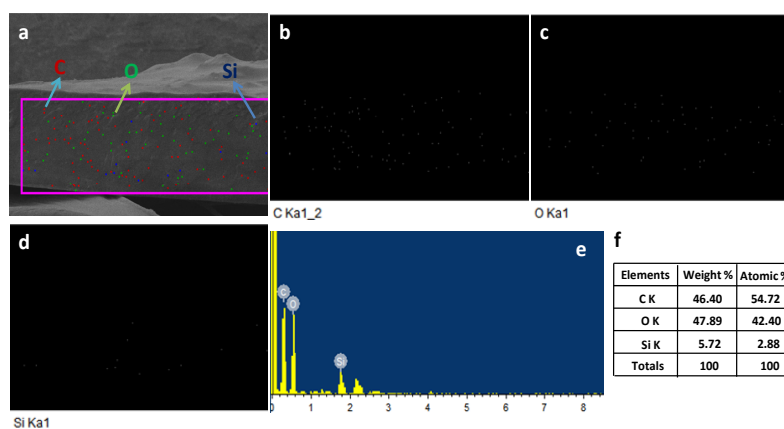 a
C
O
Si
b
C Ka1_2
c
O Ka1
d
Si Ka1
e
C
O
Si
0 1 2 3 4 5 6 7 8
f
Elements Weight % Atomic %
C K 46.40 54.72
O K 47.89 42.40
Si K 5.72 2.88
Totals 100 100